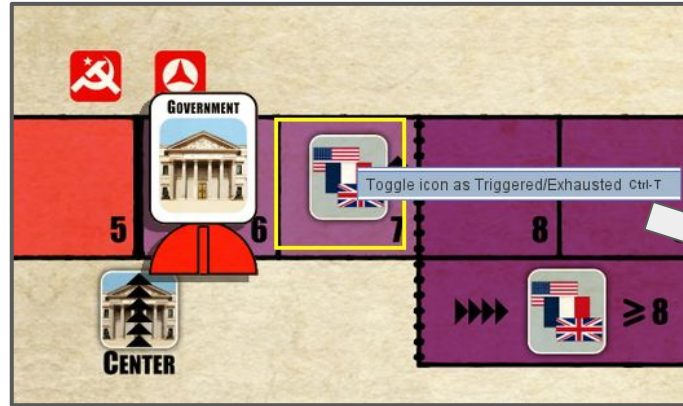 GOVERNMENT
Toggle icon as Triggered/Exhausted Ctrl-T
5
6
7
8
≥8
CENTER